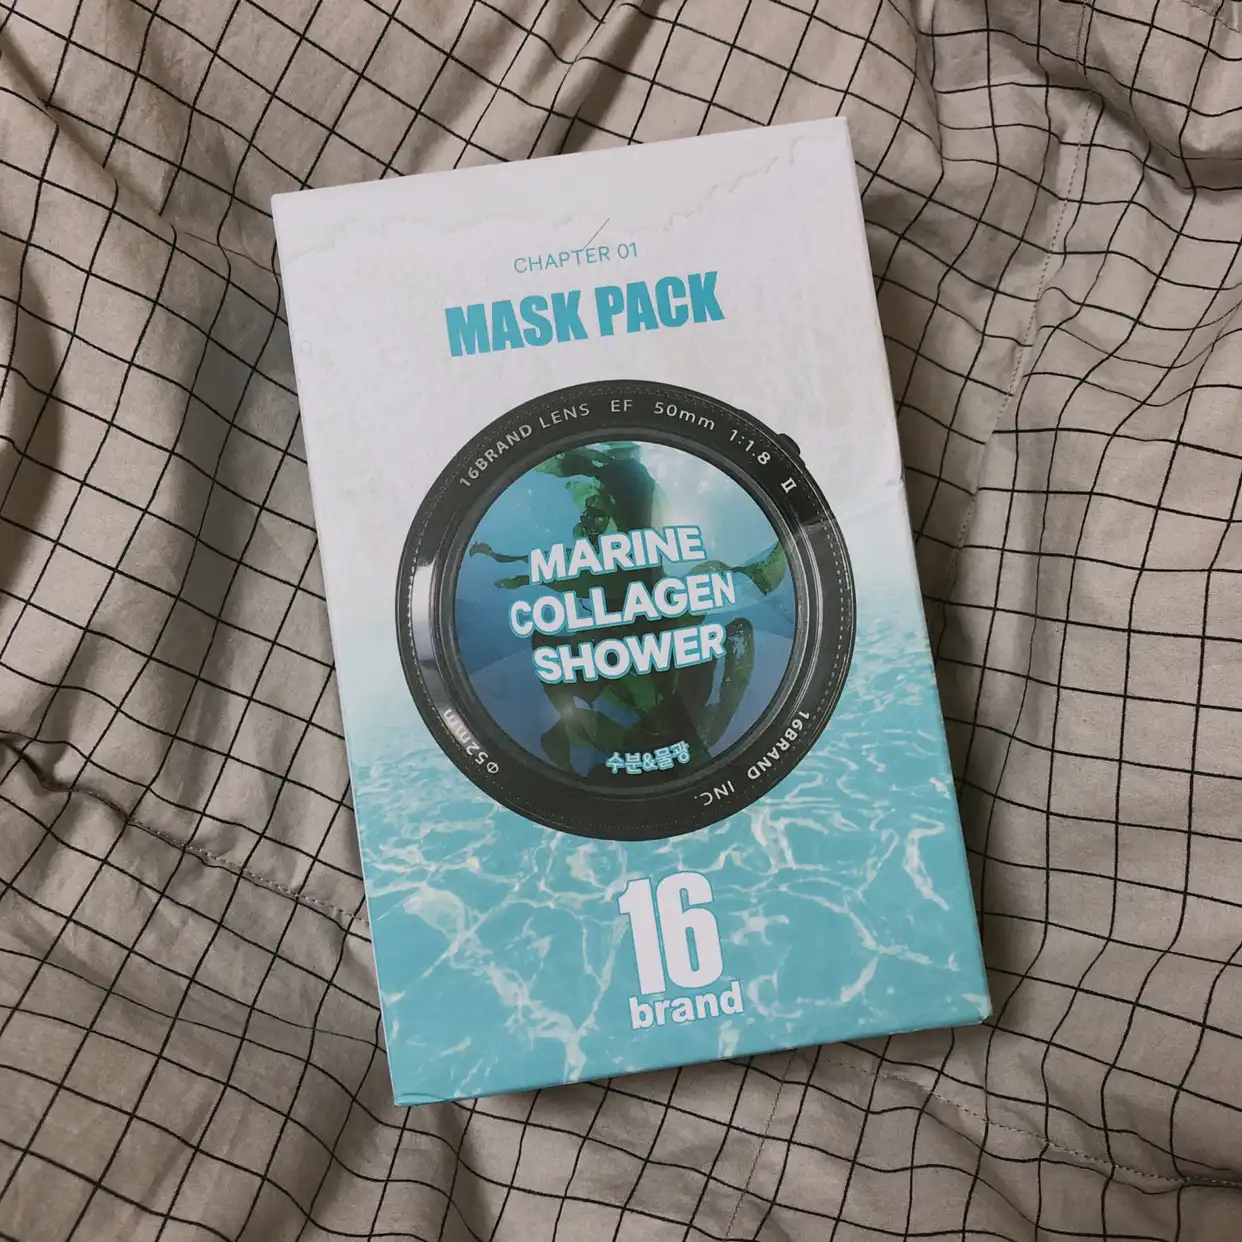 CHAPTER 01
MASK PACK
16BRAND LENS EF 50mm 1:1.8 II
MARINE
COLLAGEN
SHOWER
수분&물광
Φ52mm
16BRAND INC.
16
brand